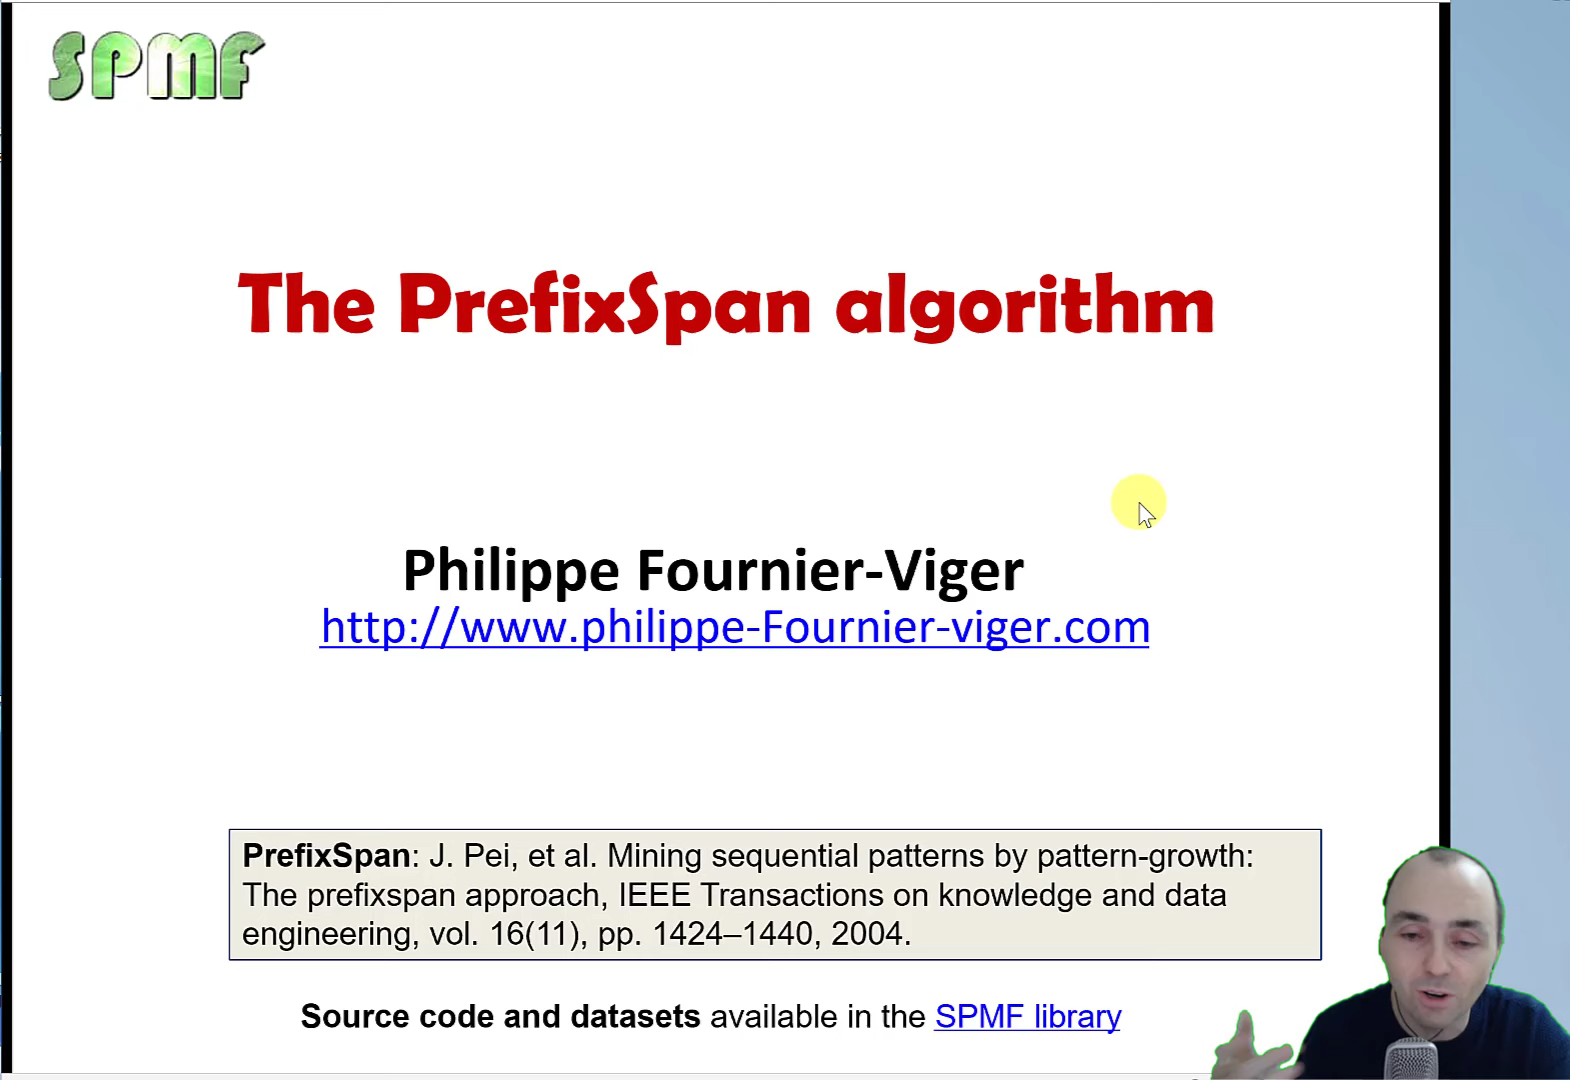 SPMF
The PrefixSpan algorithm
Philippe Fournier-Viger
http://www.philippe-Fournier-viger.com
PrefixSpan: J. Pei, et al. Mining sequential patterns by pattern-growth:
The prefixspan approach, IEEE Transactions on knowledge and data
engineering, vol. 16(11), pp. 1424–1440, 2004.
Source code and datasets available in the SPMF library